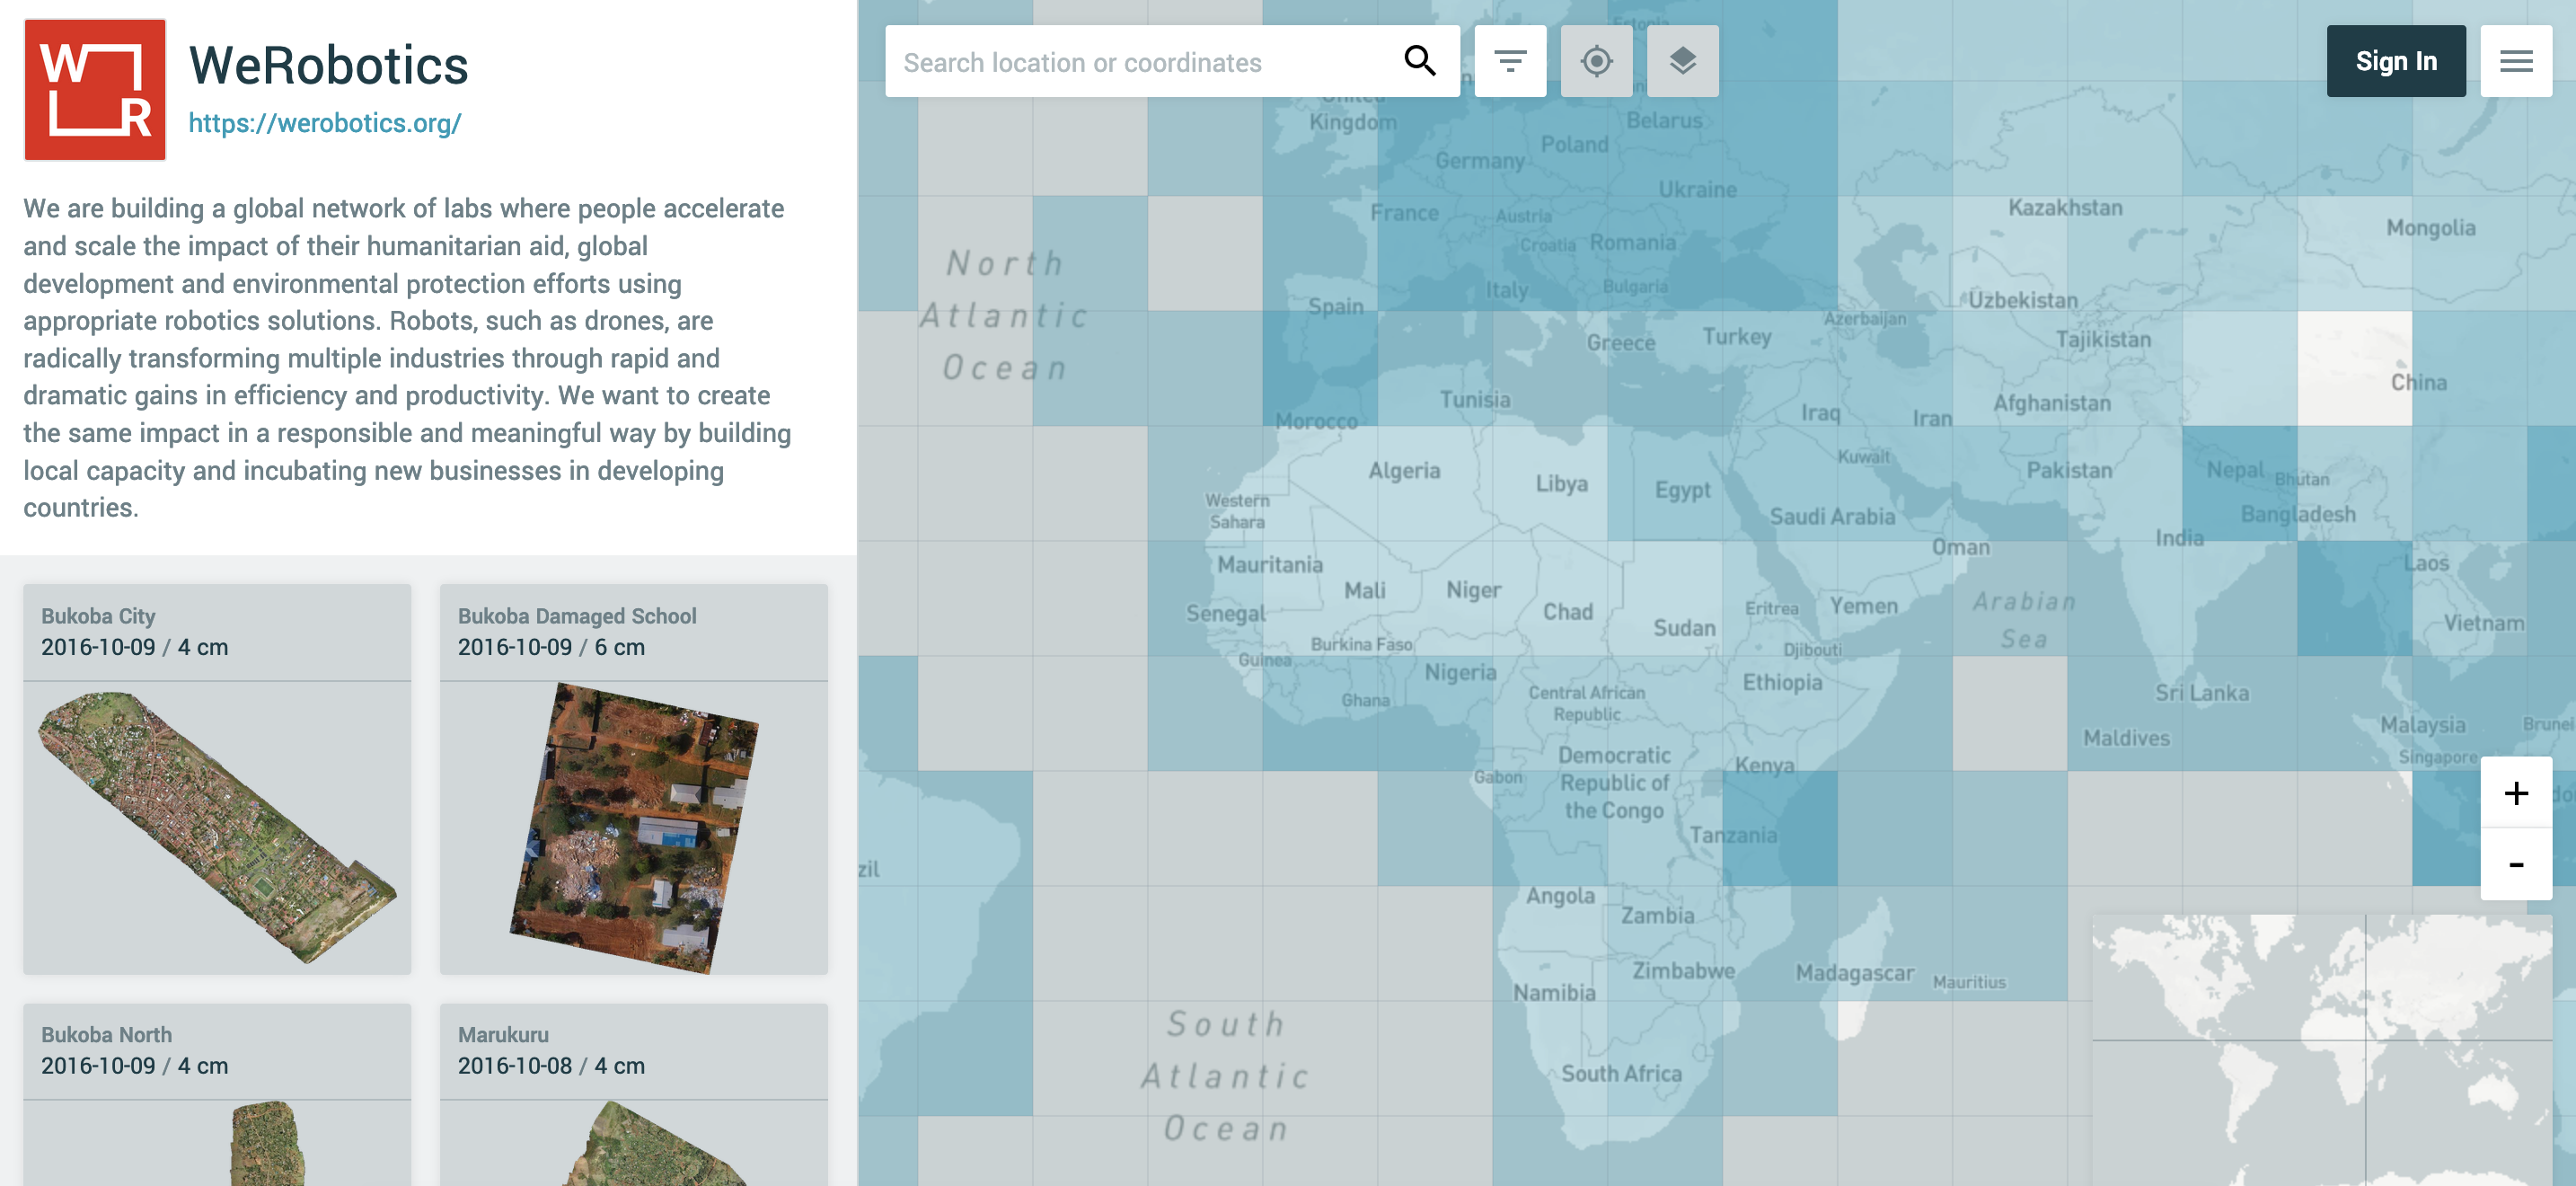 W
R
WeRobotics
https://werobotics.org/
We are building a global network of labs where people accelerate
and scale the impact of their humanitarian aid, global
development and environmental protection efforts using
appropriate robotics solutions. Robots, such as drones, are
radically transforming multiple industries through rapid and
dramatic gains in efficiency and productivity. We want to create
the same impact in a responsible and meaningful way by building
local capacity and incubating new businesses in developing
countries.
Bukoba City
2016-10-09 / 4 cm
Bukoba Damaged School
2016-10-09 / 6 cm
Bukoba North
2016-10-09 / 4 cm
Marukuru
2016-10-08 / 4 cm
Search location or coordinates
Sign In
Estonia
United
Kingdom
Belarus
Poland
Germany
Ukraine
France
Austria
Kazakhstan
Mongolia
Croatia
Romania
North
Atlantic
Ocean
Italy
Bulgaria
Spain
Uzbekistan
Azerbaijan
Greece
Turkey
Tajikistan
China
Tunisia
Morocco
Iraq
Iran
Afghanistan
Algeria
Libya
Egypt
Kuwait
Pakistan
Nepal
Bhutan
Western
Sahara
Saudi Arabia
Bangladesh
India
Oman
Mauritania
Laos
Mali
Niger
Chad
Eritrea
Yemen
Arabian
Sea
Senegal
Sudan
Vietnam
Burkina Faso
Djibouti
Guinea
Nigeria
Ghana
Central African
Republic
Ethiopia
Sri Lanka
Maldives
Malaysia
Brunei
Singapore
Democratic
Republic of
the Congo
Gabon
Kenya
Tanzania
zil
Angola
Zambia
Zimbabwe
Madagascar
Mauritius
Namibia
South
Atlantic
Ocean
South Africa
+
-